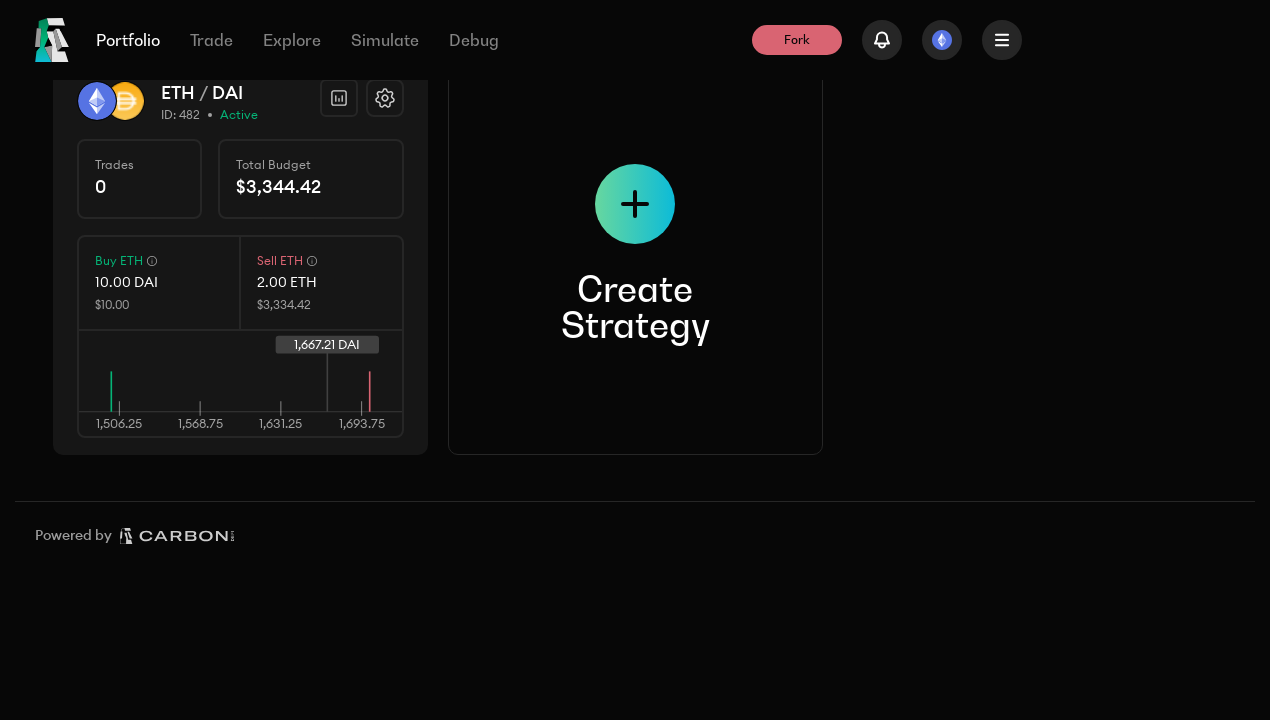 Portfolio Trade Explore Simulate Debug Fork
ETH / DAI
ID: 482 • Active
Trades
0
Total Budget
$3,344.42
Buy ETH
10.00 DAI
$10.00
Sell ETH
2.00 ETH
$3,334.42
1,667.21 DAI
1,506.25 1,568.75 1,631.25 1,693.75
Create
Strategy
Powered by CARBON